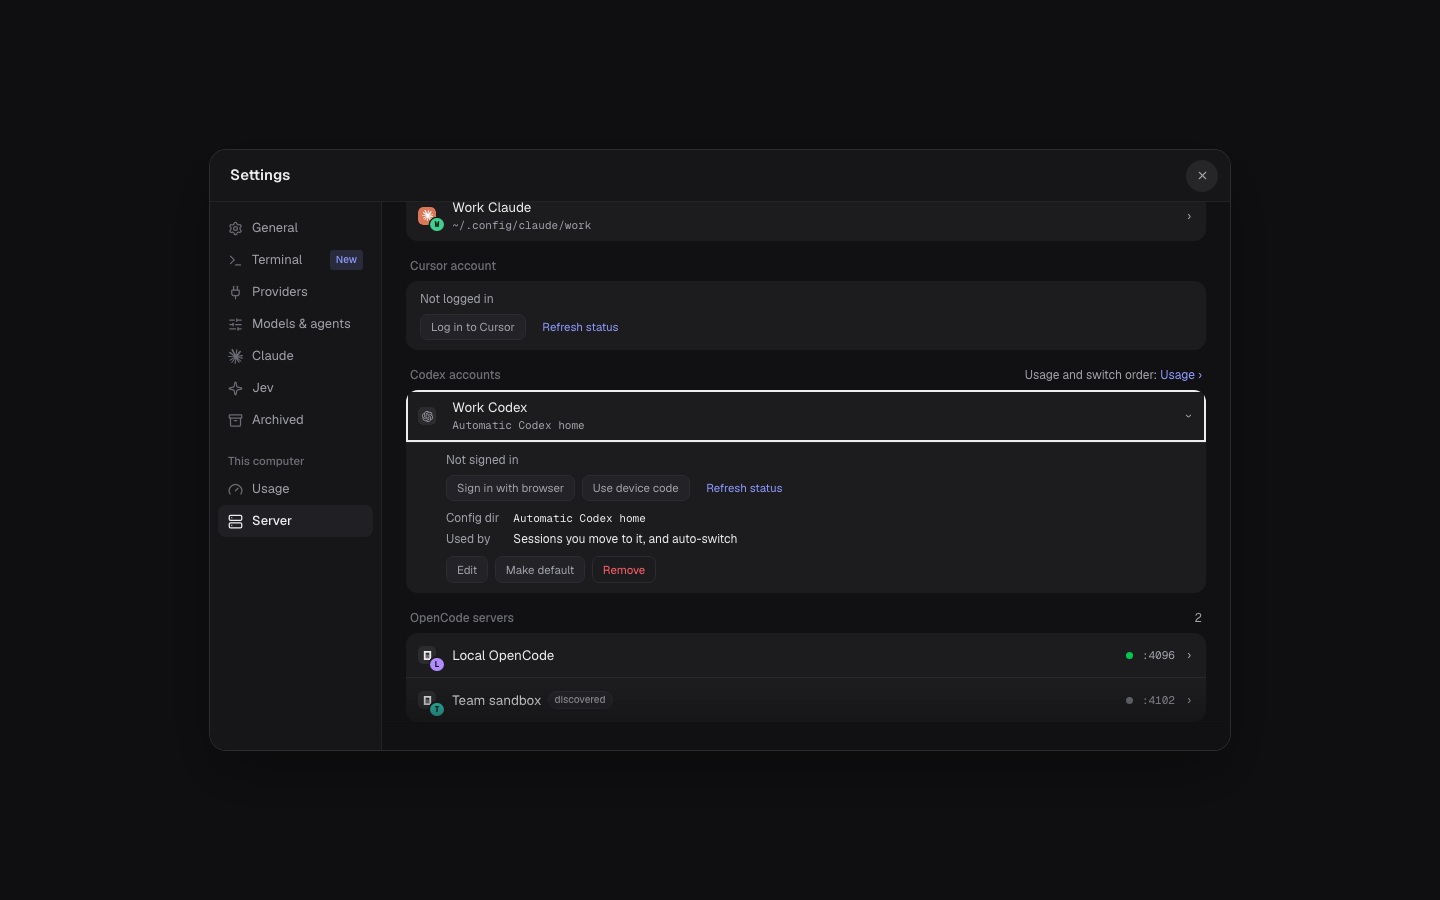 Settings
General
Terminal New
Providers
Models & agents
Claude
Jev
Archived
This computer
Usage
Server
Work Claude
W
~/.config/claude/work
Cursor account
Not logged in
Log in to Cursor Refresh status
Codex accounts Usage and switch order: Usage ›
Work Codex
Automatic Codex home
Not signed in
Sign in with browser Use device code Refresh status
Config dir Automatic Codex home
Used by Sessions you move to it, and auto-switch
Edit Make default Remove
OpenCode servers 2
Local OpenCode :4096
L
Team sandbox discovered :4102
T